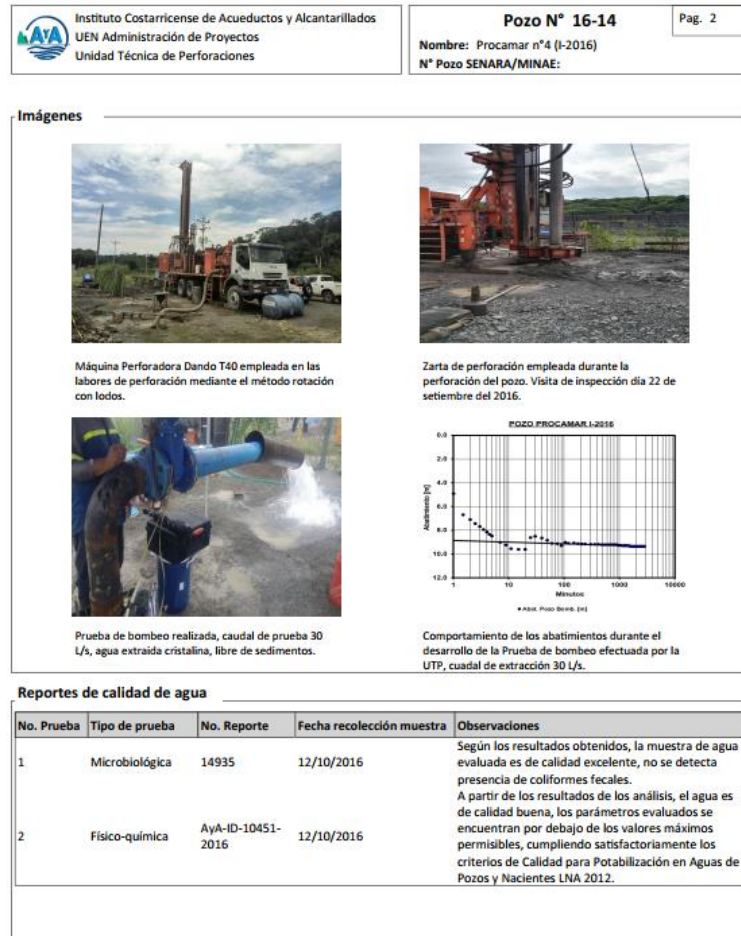 AyA
Instituto Costarricense de Acueductos y Alcantarillados
UEN Administración de Proyectos
Unidad Técnica de Perforaciones
Pozo N° 16-14
Nombre: Procamar n°4 (I-2016)
N° Pozo SENARA/MINAE:
Pag. 2
Imágenes
Máquina Perforadora Dando T40 empleada en las
labores de perforación mediante el método rotación
con lodos.
Zarta de perforación empleada durante la
perforación del pozo. Visita de inspección día 22 de
setiembre del 2016.
POZO PROCAMAR I-2016
Abatimiento [m]
0.0
2.0
4.0
6.0
8.0
10.0
12.0
1 10 100 1000 10000
Minutos
Abat. Pozo Bomb. [m]
Prueba de bombeo realizada, caudal de prueba 30
L/s, agua extraida cristalina, libre de sedimentos.
Comportamiento de los abatimientos durante el
desarrollo de la Prueba de bombeo efectuada por la
UTP, cuadal de extracción 30 L/s.
Reportes de calidad de agua
No. Prueba Tipo de prueba No. Reporte Fecha recolección muestra Observaciones
1 Microbiológica 14935 12/10/2016
Según los resultados obtenidos, la muestra de agua
evaluada es de calidad excelente, no se detecta
presencia de coliformes fecales.
2 Físico-química AyA-ID-10451-
2016 12/10/2016
A partir de los resultados de los análisis, el agua es
de calidad buena, los parámetros evaluados se
encuentran por debajo de los valores máximos
permisibles, cumpliendo satisfactoriamente los
criterios de Calidad para Potabilización en Aguas de
Pozos y Nacientes LNA 2012.